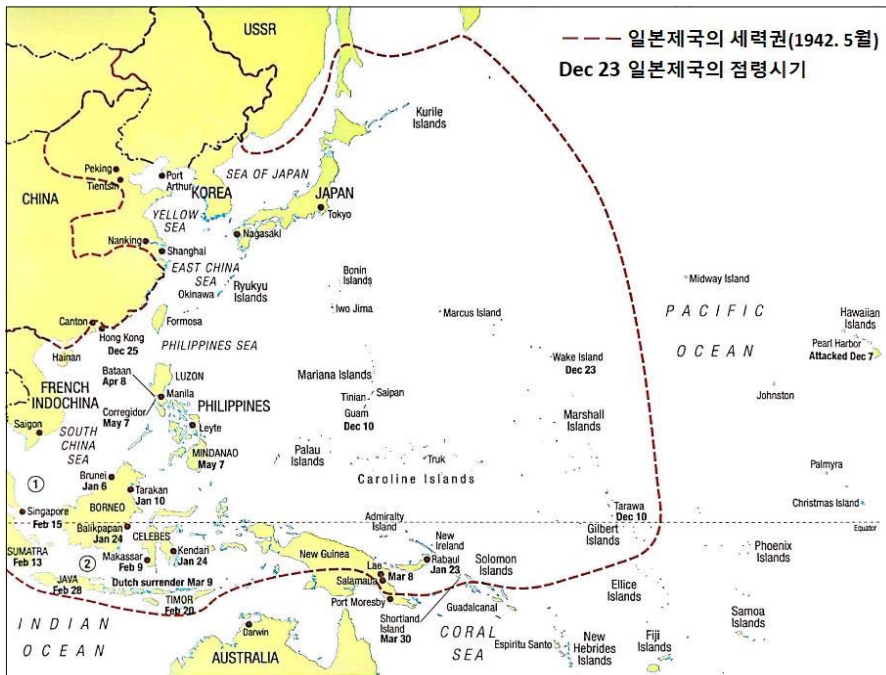 USSR
일본제국의 세력권(1942. 5월)
Dec 23 일본제국의 점령시기
Kurile
Islands
Peking
Tientsin
Port
Arthur
KOREA
SEA OF JAPAN
JAPAN
Tokyo
CHINA
YELLOW
SEA
Nagasaki
Nanking
Shanghai
EAST CHINA
SEA
Okinawa
Ryukyu
Islands
Bonin
Islands
Iwo Jima
Marcus Island
Midway Island
PACIFIC
OCEAN
Hawaiian
Islands
Pearl Harbor
Attacked Dec 7
Canton
Hong Kong
Dec 25
Formosa
Hainan
PHILIPPINES SEA
Wake Island
Dec 23
Johnston
Bataan
Apr 8
LUZON
Manila
FRENCH
INDOCHINA
Corregidor
May 7
PHILIPPINES
Leyte
Mariana Islands
Saipan
Tinian
Guam
Dec 10
Marshall
Islands
Saigon
SOUTH
CHINA
SEA
MINDANAO
May 7
Palau
Islands
Truk
Caroline Islands
Palmyra
Christmas Island
①
Brunei
Jan 6
Tarakan
Jan 10
BORNEO
Singapore
Feb 15
Balikpapan
Jan 24
CELEBES
Admiralty
Island
Tarawa
Dec 10
Gilbert
Islands
Equator
SUMATRA
Feb 13
②
Makassar
Feb 9
Kendari
Jan 24
New Guinea
New
Ireland
Rabaul
Jan 23
Lae
Mar 8
Salamaua
Solomon
Islands
Phoenix
Islands
JAVA
Feb 28
Dutch surrender Mar 9
TIMOR
Feb 20
Port Moresby
Shortland
Island
Mar 30
Guadalcanal
Ellice
Islands
INDIAN
OCEAN
Darwin
AUSTRALIA
CORAL
SEA
Espiritu Santo
New
Hebrides
Islands
Fiji
Islands
Samoa
Islands